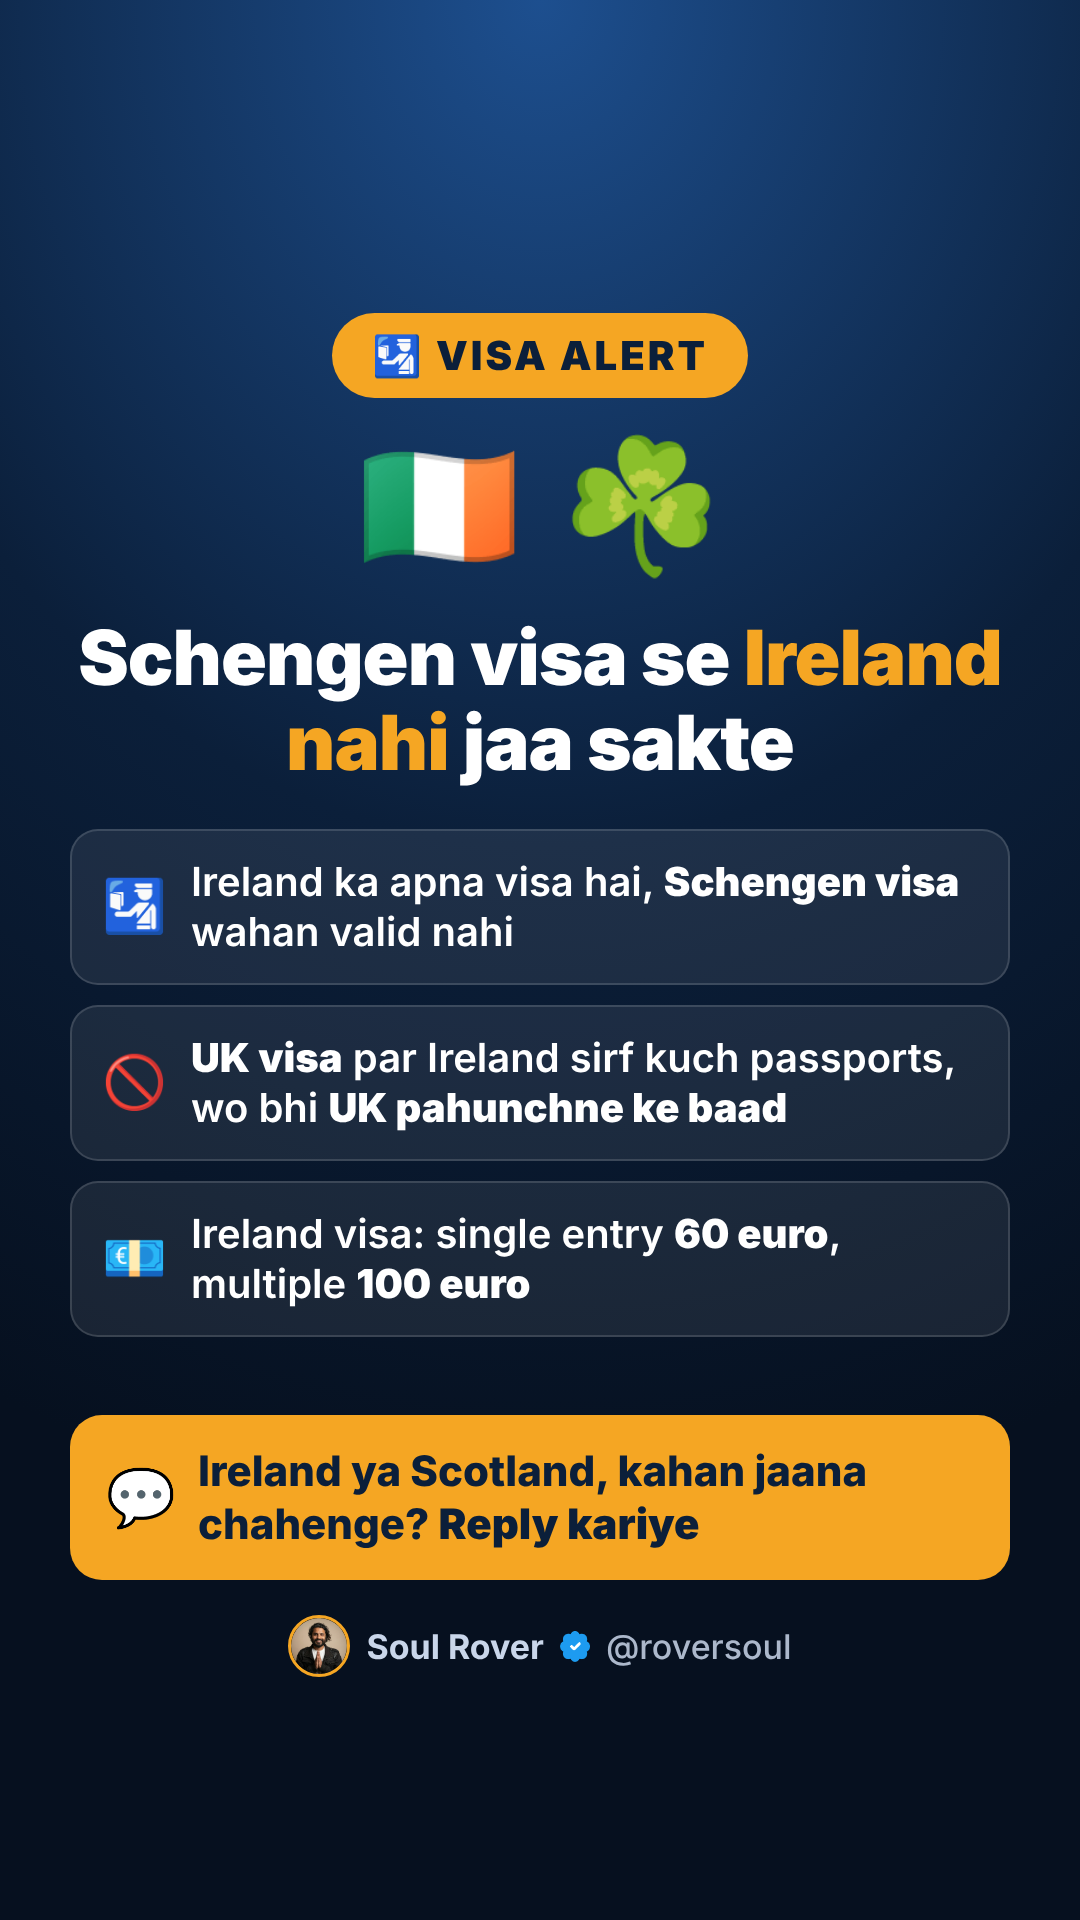 VISA ALERT
Schengen visa se Ireland
nahi jaa sakte
Ireland ka apna visa hai, Schengen visa
wahan valid nahi
UK visa par Ireland sirf kuch passports,
wo bhi UK pahunchne ke baad
Ireland visa: single entry 60 euro,
multiple 100 euro
Ireland ya Scotland, kahan jaana
chahenge? Reply kariye
Soul Rover @roversoul